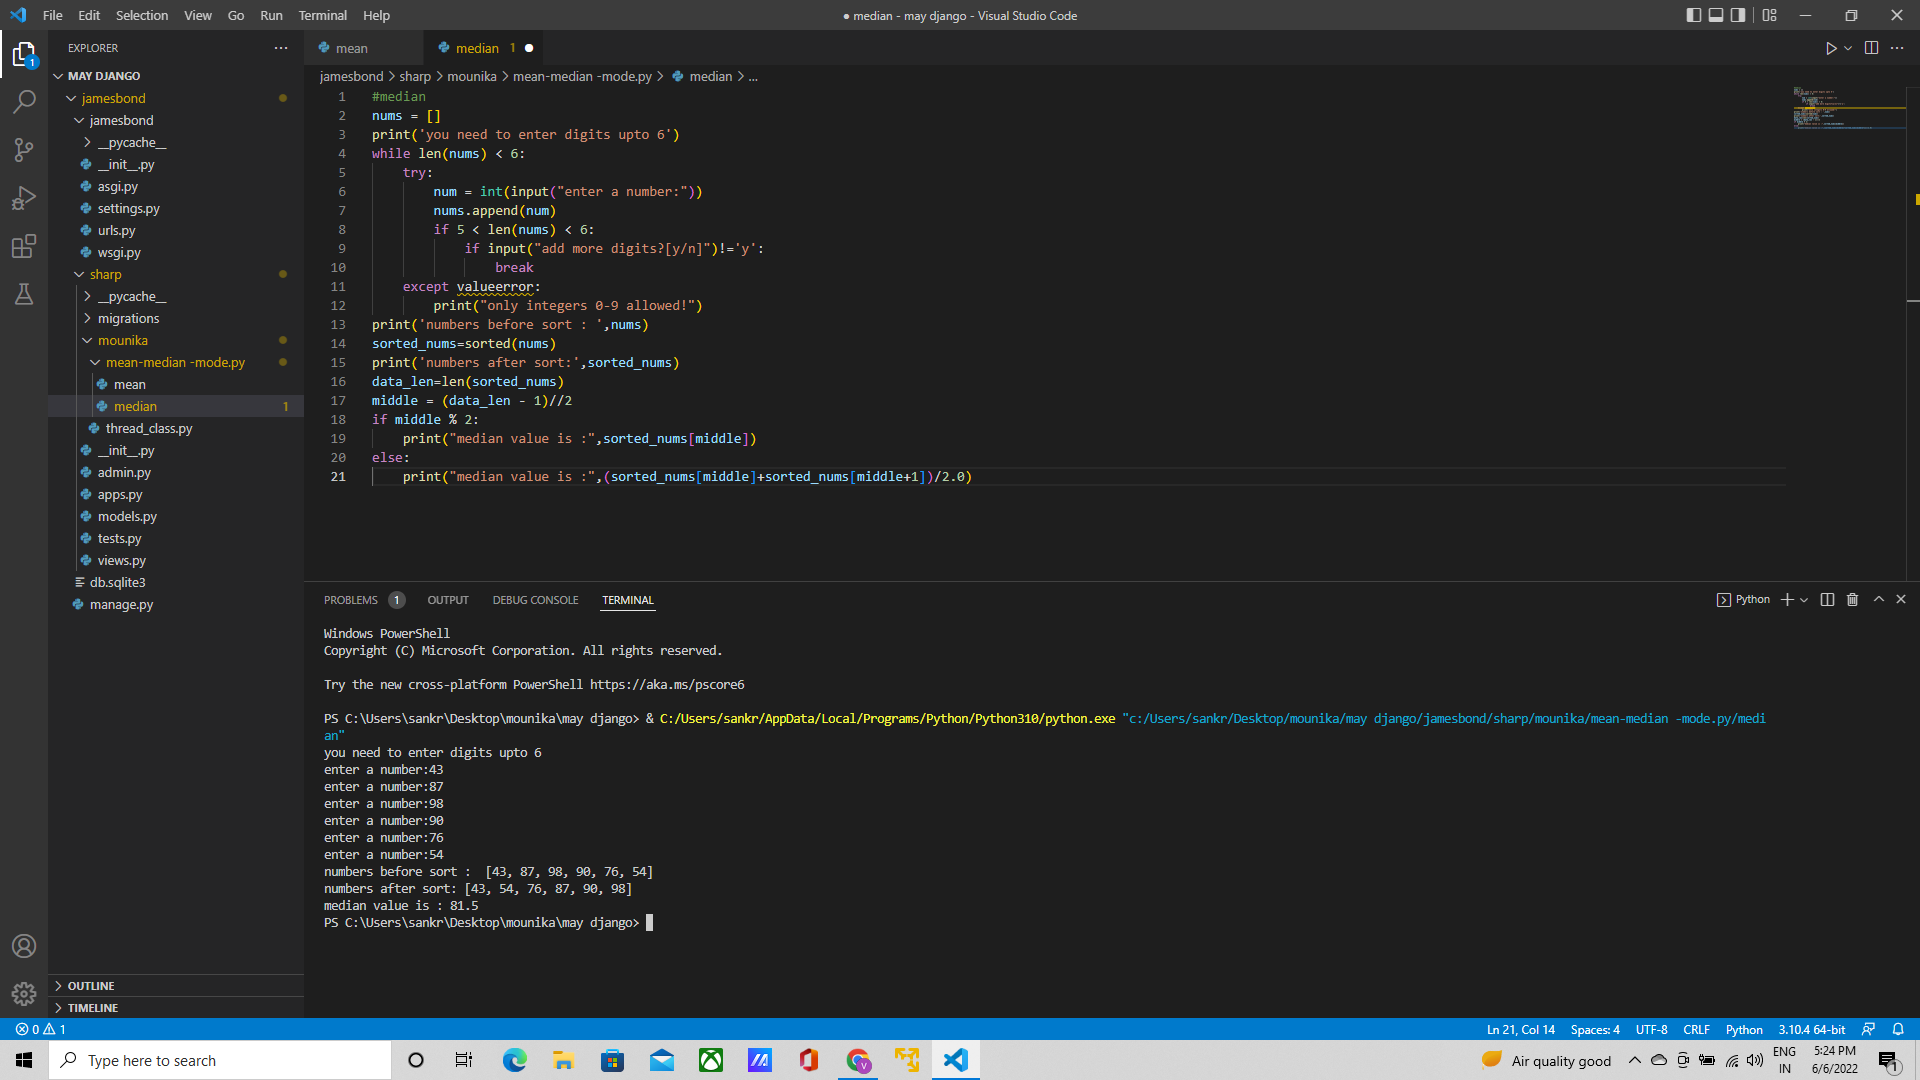 File Edit Selection View Go Run Terminal Help
● median - may django - Visual Studio Code
EXPLORER
MAY DJANGO
jamesbond
jamesbond
__pycache__
__init__.py
asgi.py
settings.py
urls.py
wsgi.py
sharp
__pycache__
migrations
mounika
mean-median -mode.py
mean
median 1
thread_class.py
__init__.py
admin.py
apps.py
models.py
tests.py
views.py
db.sqlite3
manage.py
OUTLINE
TIMELINE
mean
median 1 ●
jamesbond > sharp > mounika > mean-median -mode.py > median > ...
1 #median
2 nums = []
3 print('you need to enter digits upto 6')
4 while len(nums) < 6:
5     try:
6         num = int(input("enter a number:"))
7         nums.append(num)
8         if 5 < len(nums) < 6:
9             if input("add more digits?[y/n]")!='y':
10                 break
11     except valueerror:
12         print("only integers 0-9 allowed!")
13 print('numbers before sort : ',nums)
14 sorted_nums=sorted(nums)
15 print('numbers after sort:',sorted_nums)
16 data_len=len(sorted_nums)
17 middle = (data_len - 1)//2
18 if middle % 2:
19     print("median value is :",sorted_nums[middle])
20 else:
21     print("median value is :",(sorted_nums[middle]+sorted_nums[middle+1])/2.0)
PROBLEMS 1 OUTPUT DEBUG CONSOLE TERMINAL
Python
Windows PowerShell
Copyright (C) Microsoft Corporation. All rights reserved.
Try the new cross-platform PowerShell https://aka.ms/pscore6
PS C:\Users\sankr\Desktop\mounika\may django> & C:/Users/sankr/AppData/Local/Programs/Python/Python310/python.exe "c:/Users/sankr/Desktop/mounika/may django/jamesbond/sharp/mounika/mean-median -mode.py/medi
an"
you need to enter digits upto 6
enter a number:43
enter a number:87
enter a number:98
enter a number:90
enter a number:76
enter a number:54
numbers before sort :  [43, 87, 98, 90, 76, 54]
numbers after sort: [43, 54, 76, 87, 90, 98]
median value is : 81.5
PS C:\Users\sankr\Desktop\mounika\may django>
0 1
Ln 21, Col 14 Spaces: 4 UTF-8 CRLF Python 3.10.4 64-bit
Type here to search
Air quality good
ENG
IN
5:24 PM
6/6/2022
1